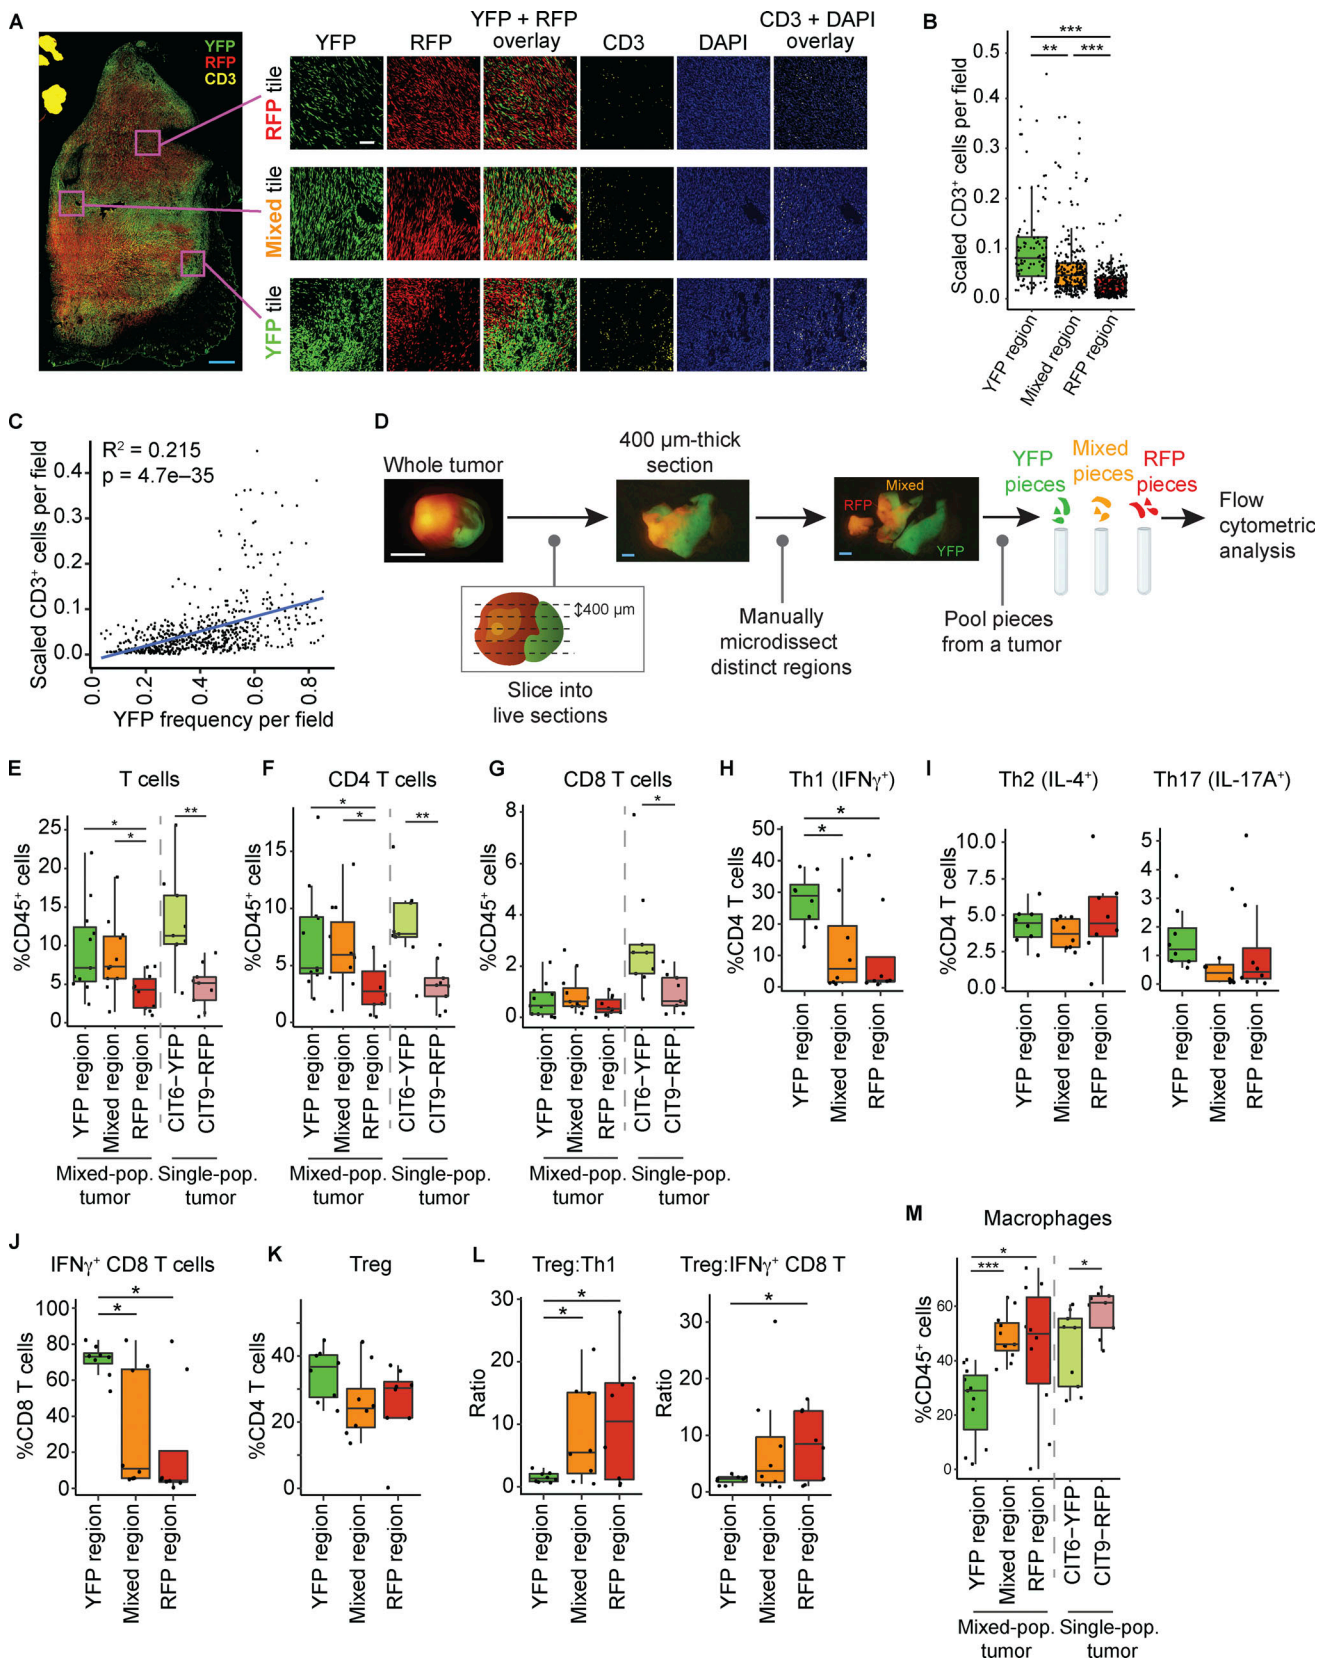 A
YFP
RFP
CD3
YFP
RFP
YFP + RFP
overlay
CD3
DAPI
CD3 + DAPI
overlay
RFP tile
Mixed tile
YFP tile
B
Scaled CD3⁺ cells per field
0.5
0.4
0.3
0.2
0.1
0.0
***
** ***
YFP region
Mixed region
RFP region
C
Scaled CD3⁺ cells per field
R² = 0.215
p = 4.7e–35
0.4
0.3
0.2
0.1
0.0
0.0 0.2 0.4 0.6 0.8
YFP frequency per field
D
Whole tumor
400 µm-thick
section
RFP
Mixed
YFP
YFP
pieces
Mixed
pieces
RFP
pieces
Flow
cytometric
analysis
400 µm
Slice into
live sections
Manually
microdissect
distinct regions
Pool pieces
from a tumor
E
T cells
%CD45⁺ cells
25
20
15
10
5
0
*
*
**
YFP region
Mixed region
RFP region
CIT6–YFP
CIT9–RFP
Mixed-pop.
tumor
Single-pop.
tumor
F
CD4 T cells
%CD45⁺ cells
15
10
5
0
*
*
**
YFP region
Mixed region
RFP region
CIT6–YFP
CIT9–RFP
Mixed-pop.
tumor
Single-pop.
tumor
G
CD8 T cells
%CD45⁺ cells
8
6
4
2
0
*
YFP region
Mixed region
RFP region
CIT6–YFP
CIT9–RFP
Mixed-pop.
tumor
Single-pop.
tumor
H
Th1 (IFNγ⁺)
%CD4 T cells
50
40
30
20
10
0
*
*
YFP region
Mixed region
RFP region
I
Th2 (IL-4⁺)
%CD4 T cells
10.0
7.5
5.0
2.5
0.0
YFP region
Mixed region
RFP region
Th17 (IL-17A⁺)
5
4
3
2
1
0
YFP region
Mixed region
RFP region
J
IFNγ⁺ CD8 T cells
%CD8 T cells
100
80
60
40
20
0
*
*
YFP region
Mixed region
RFP region
K
Treg
%CD4 T cells
40
20
0
YFP region
Mixed region
RFP region
L
Treg:Th1
Ratio
30
20
10
0
*
*
YFP region
Mixed region
RFP region
Treg:IFNγ⁺ CD8 T
Ratio
30
20
10
0
*
YFP region
Mixed region
RFP region
M
Macrophages
%CD45⁺ cells
60
40
20
0
*
***
*
YFP region
Mixed region
RFP region
CIT6–YFP
CIT9–RFP
Mixed-pop.
tumor
Single-pop.
tumor